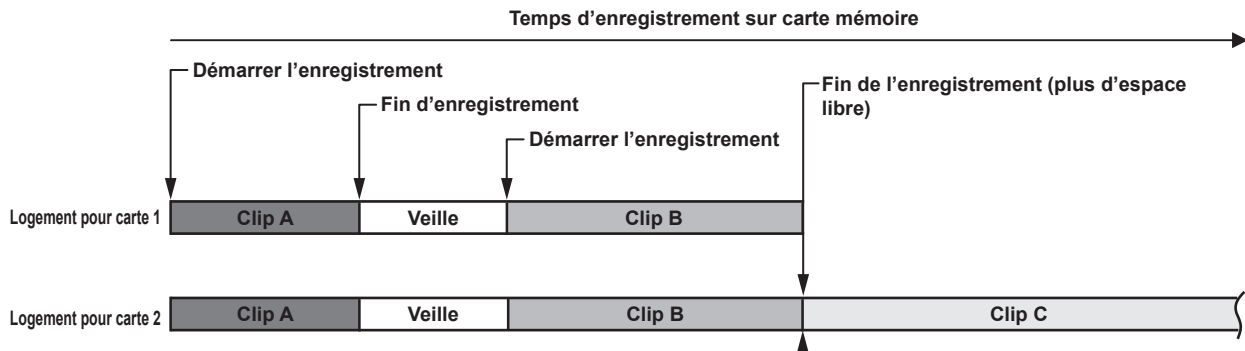 Temps d’enregistrement sur carte mémoire
Démarrer l’enregistrement
Fin d’enregistrement
Démarrer l’enregistrement
Fin de l’enregistrement (plus d’espace
libre)
Logement pour carte 1
Clip A
Veille
Clip B
Logement pour carte 2
Clip A
Veille
Clip B
Clip C